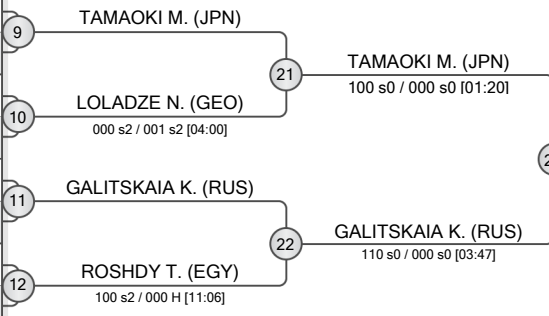 9
TAMAOKI M. (JPN)
21
TAMAOKI M. (JPN)
100 s0 / 000 s0 [01:20]
10
LOLADZE N. (GEO)
000 s2 / 001 s2 [04:00]
11
GALITSKAIA K. (RUS)
22
GALITSKAIA K. (RUS)
110 s0 / 000 s0 [03:47]
12
ROSHDY T. (EGY)
100 s2 / 000 H [11:06]